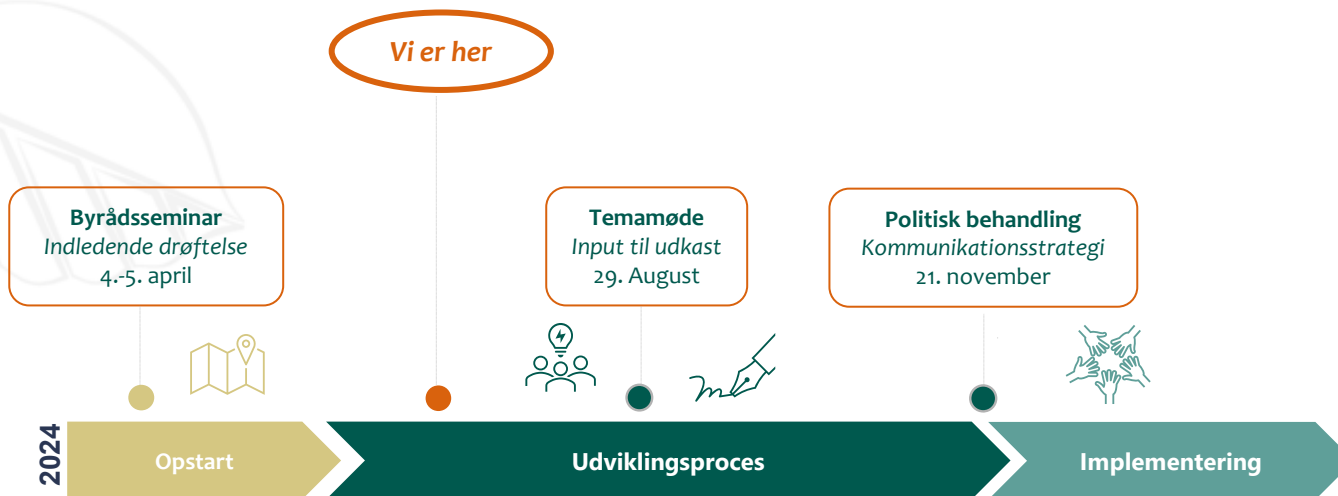 Vi er her
Byrådsseminar
Indledende drøftelse
4.-5. april
Temamøde
Input til udkast
29. August
Politisk behandling
Kommunikationsstrategi
21. november
2024
Opstart
Udviklingsproces
Implementering